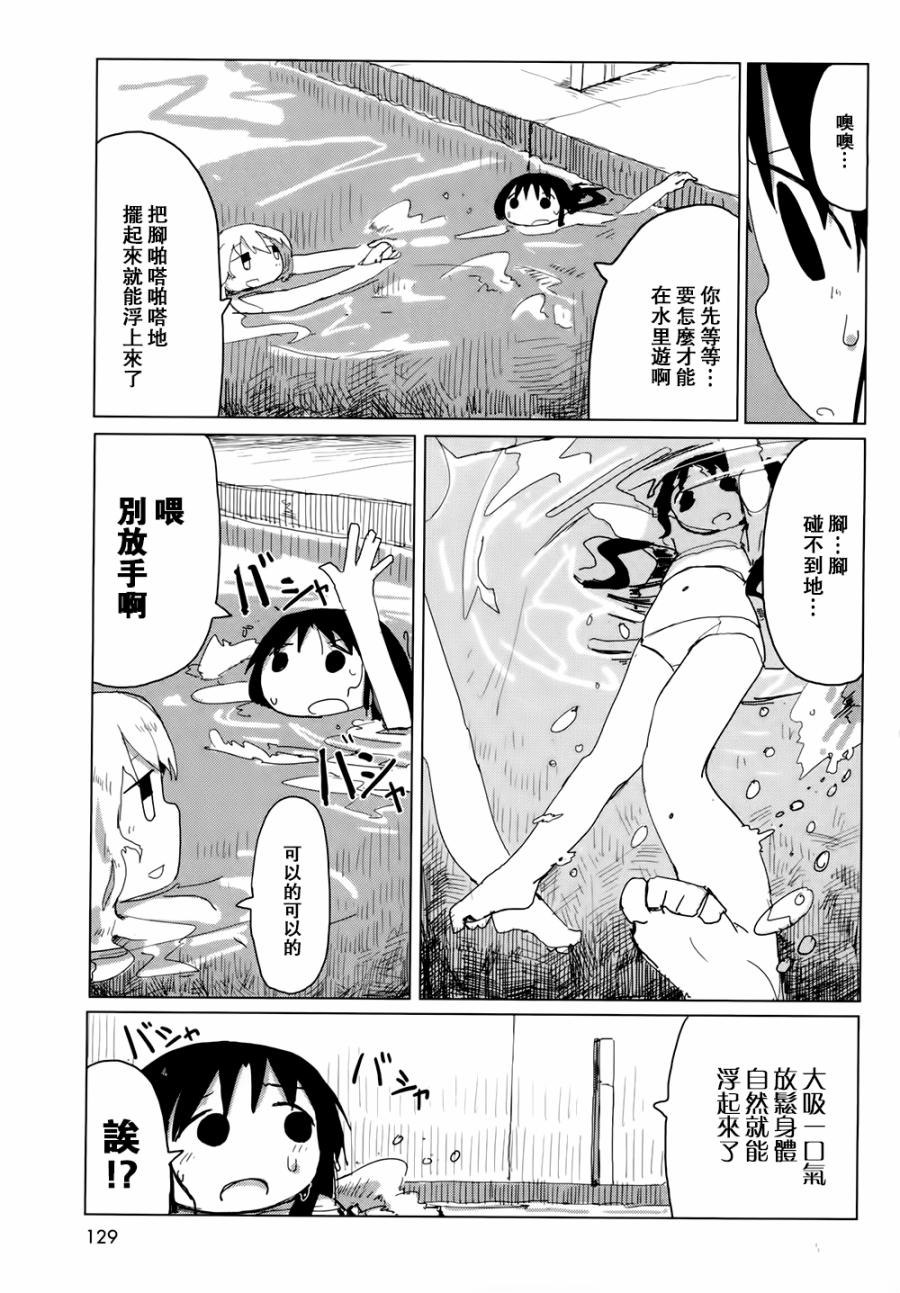 噢噢…
你先等等…
要怎麼才能
在水里遊啊
把腳啪嗒啪嗒地
擺起來就能浮上來了
腳…腳
碰不到地…
喂
別放手啊
バシャ
バシャ
可以的可以的
大吸一口氣
放鬆身體
自然就能
浮起來了
バシャ
バシャ
誒!?
129